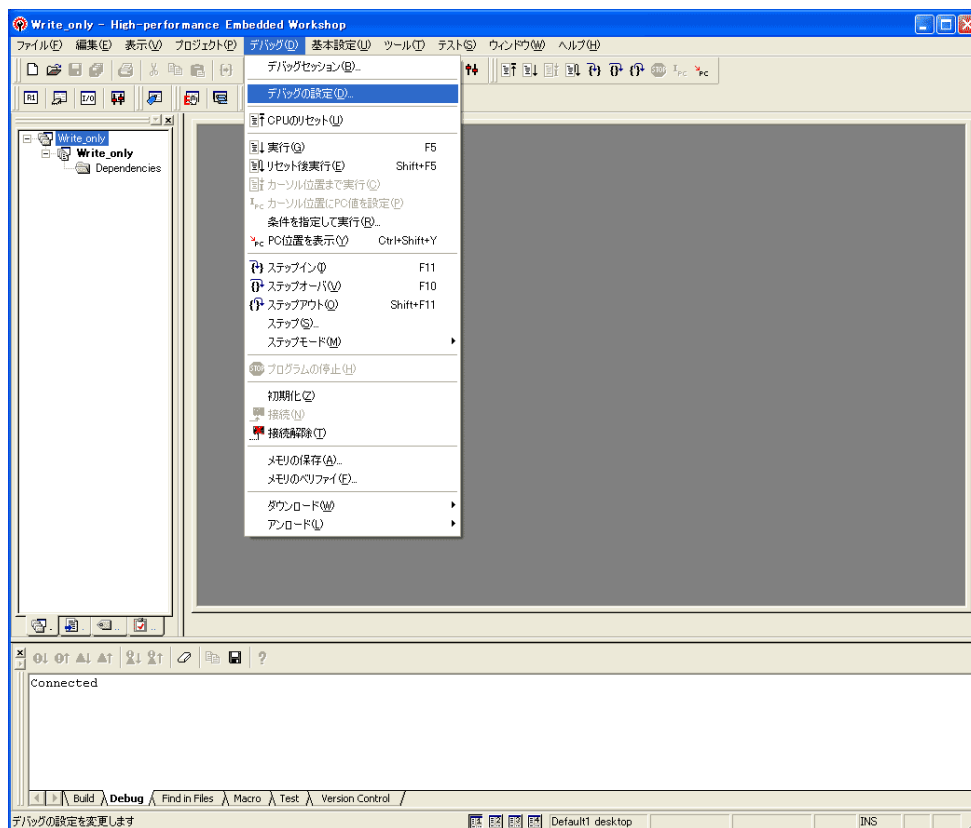 Write_only - High-performance Embedded Workshop
ファイル(F) 編集(E) 表示(V) プロジェクト(P) デバッグ(D) 基本設定(U) ツール(T) テスト(S) ウィンドウ(W) ヘルプ(H)
デバッグセッション(B)...
デバッグの設定(D)...
CPUのリセット(U)
実行(G) F5
リセット後実行(E) Shift+F5
カーソル位置まで実行(C)
カーソル位置にPC値を設定(P)
条件を指定して実行(R)...
PC位置を表示(Y) Ctrl+Shift+Y
ステップイン(I) F11
ステップオーバ(V) F10
ステップアウト(O) Shift+F11
ステップ(S)...
ステップモード(M)
STOP プログラムの停止(H)
初期化(Z)
接続(N)
接続解除(T)
メモリの保存(A)...
メモリのベリファイ(F)...
ダウンロード(W)
アンロード(L)
Write_only
Write_only
Dependencies
Connected
Build Debug Find in Files Macro Test Version Control
デバッグの設定を変更します Default1 desktop INS